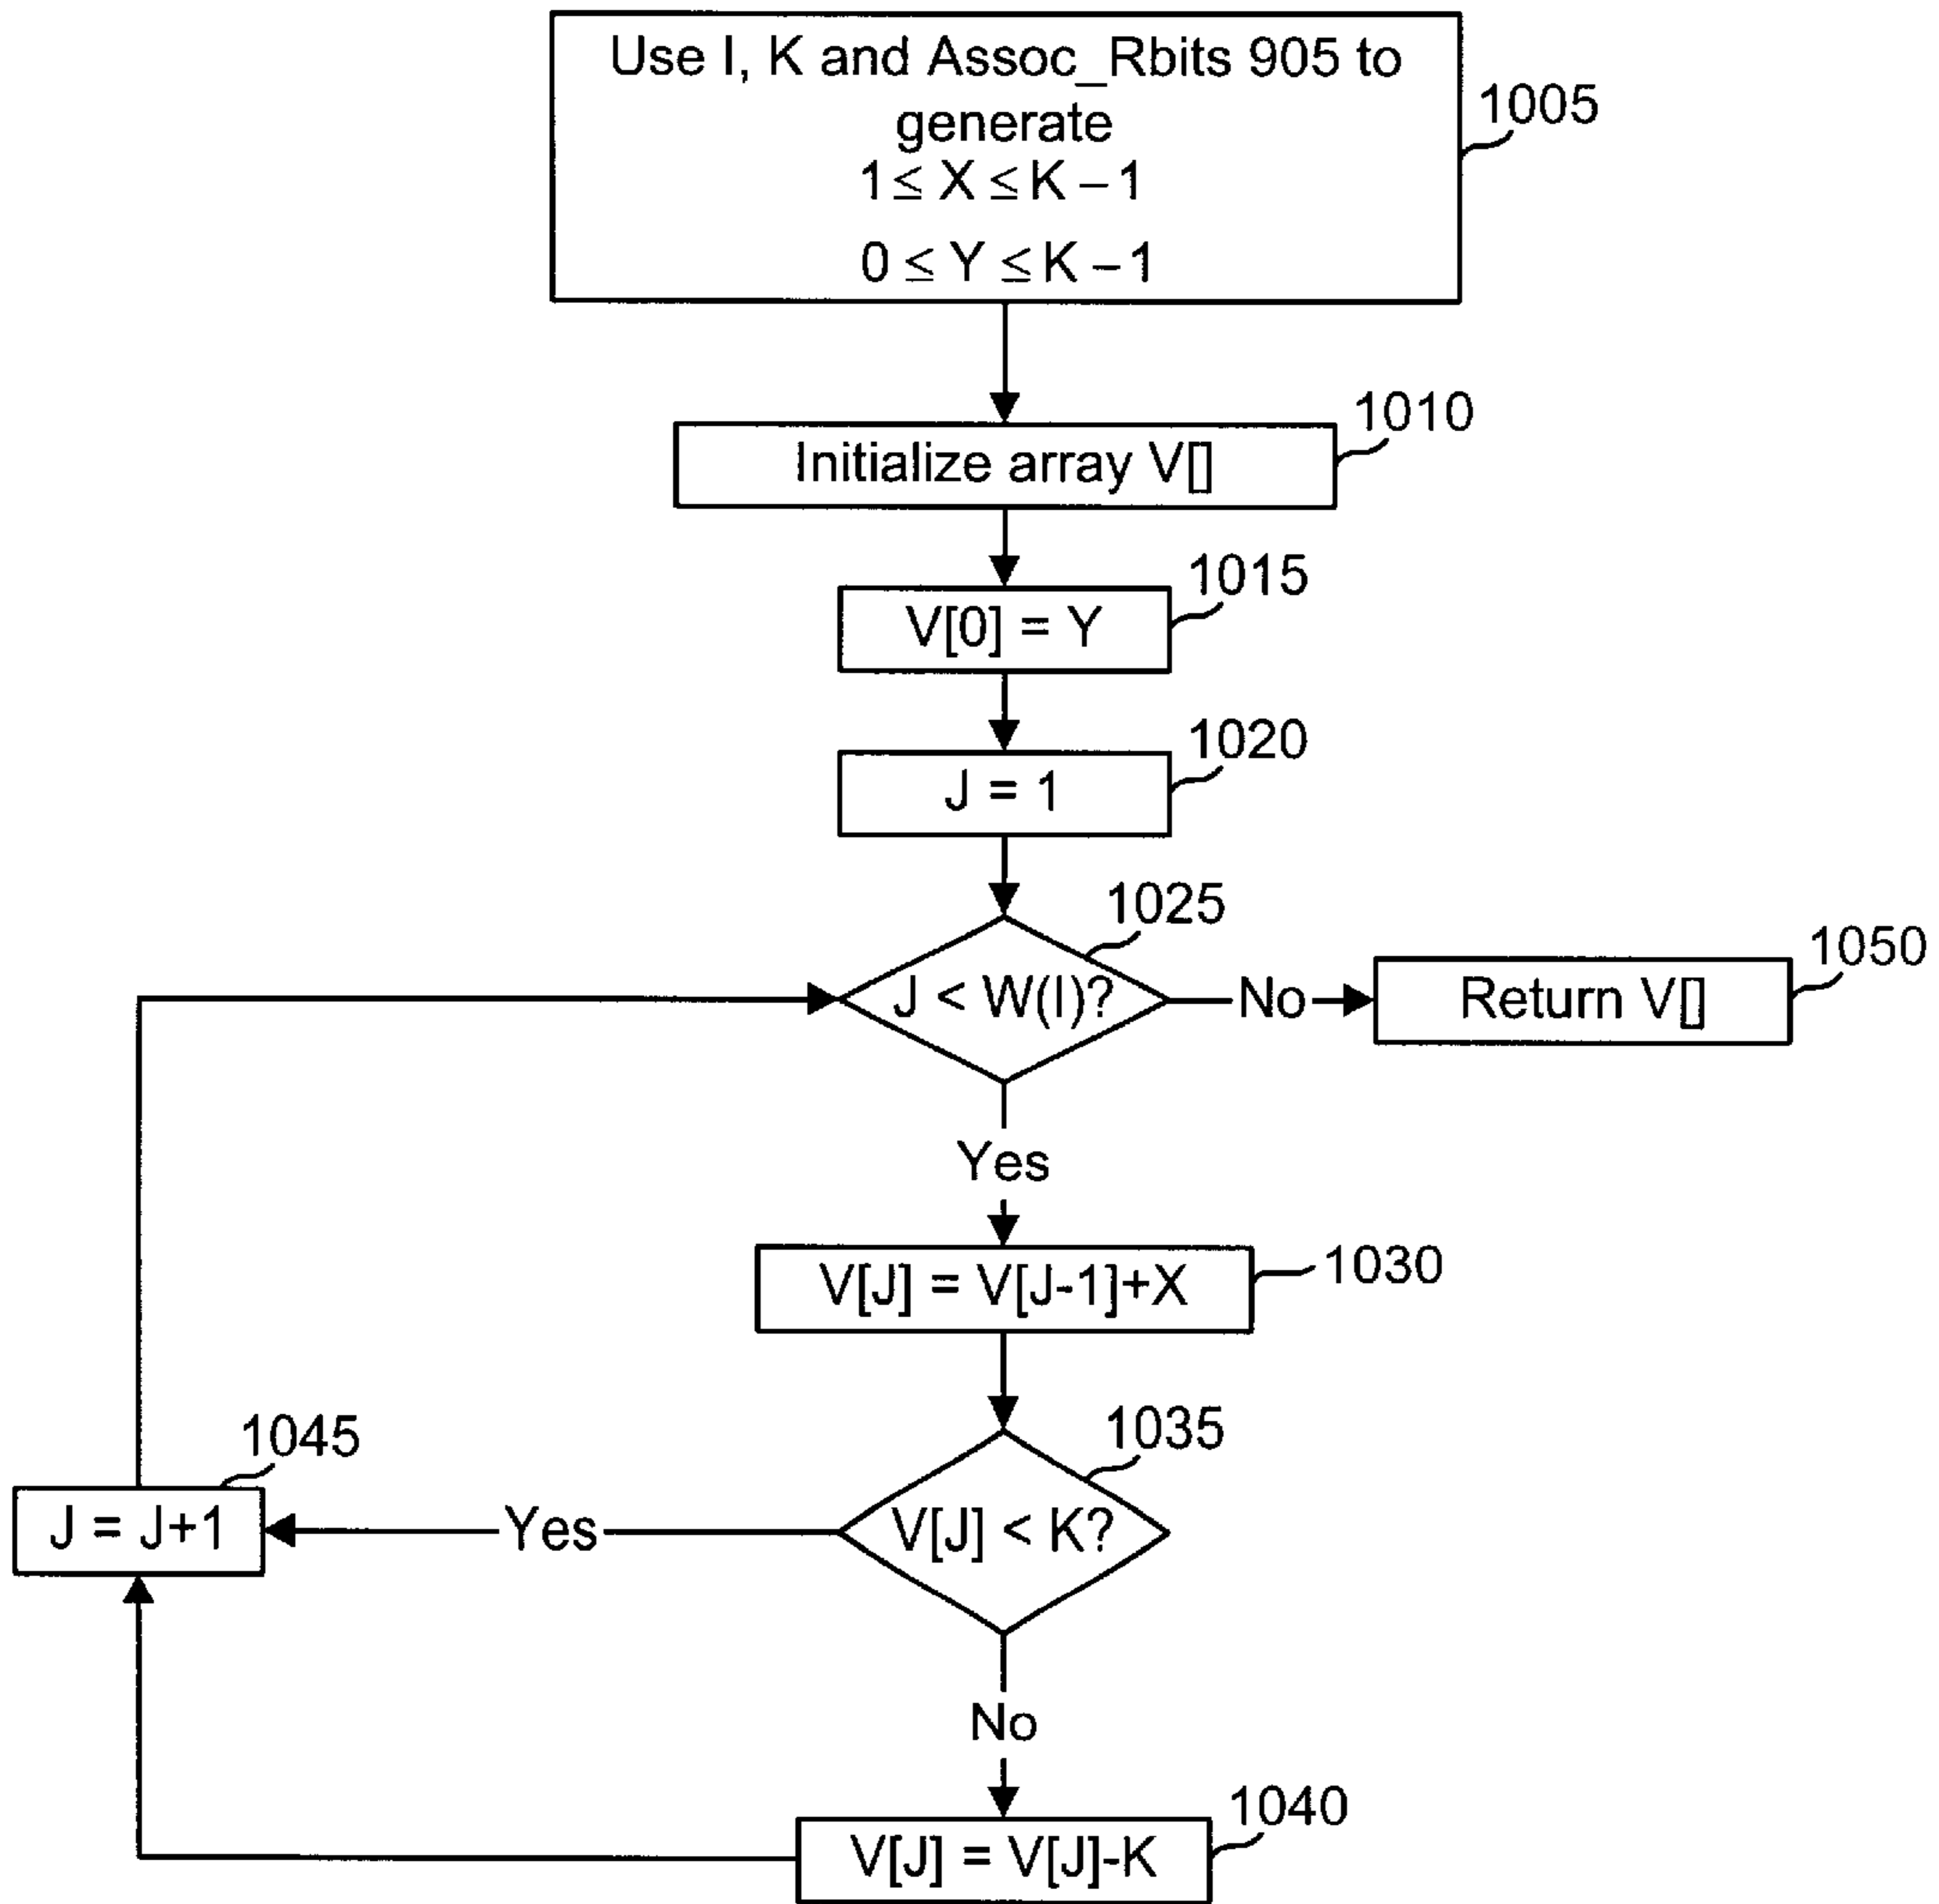 Use I, K and Assoc_Rbits 905 to
generate
1 ≤ X ≤ K – 1
0 ≤ Y ≤ K – 1
1005
Initialize array V[]
1010
V[0] = Y
1015
J = 1
1020
J < W(I)?
1025
No
Return V[]
1050
Yes
V[J] = V[J-1]+X
1030
V[J] < K?
1035
Yes
J = J+1
1045
No
V[J] = V[J]-K
1040